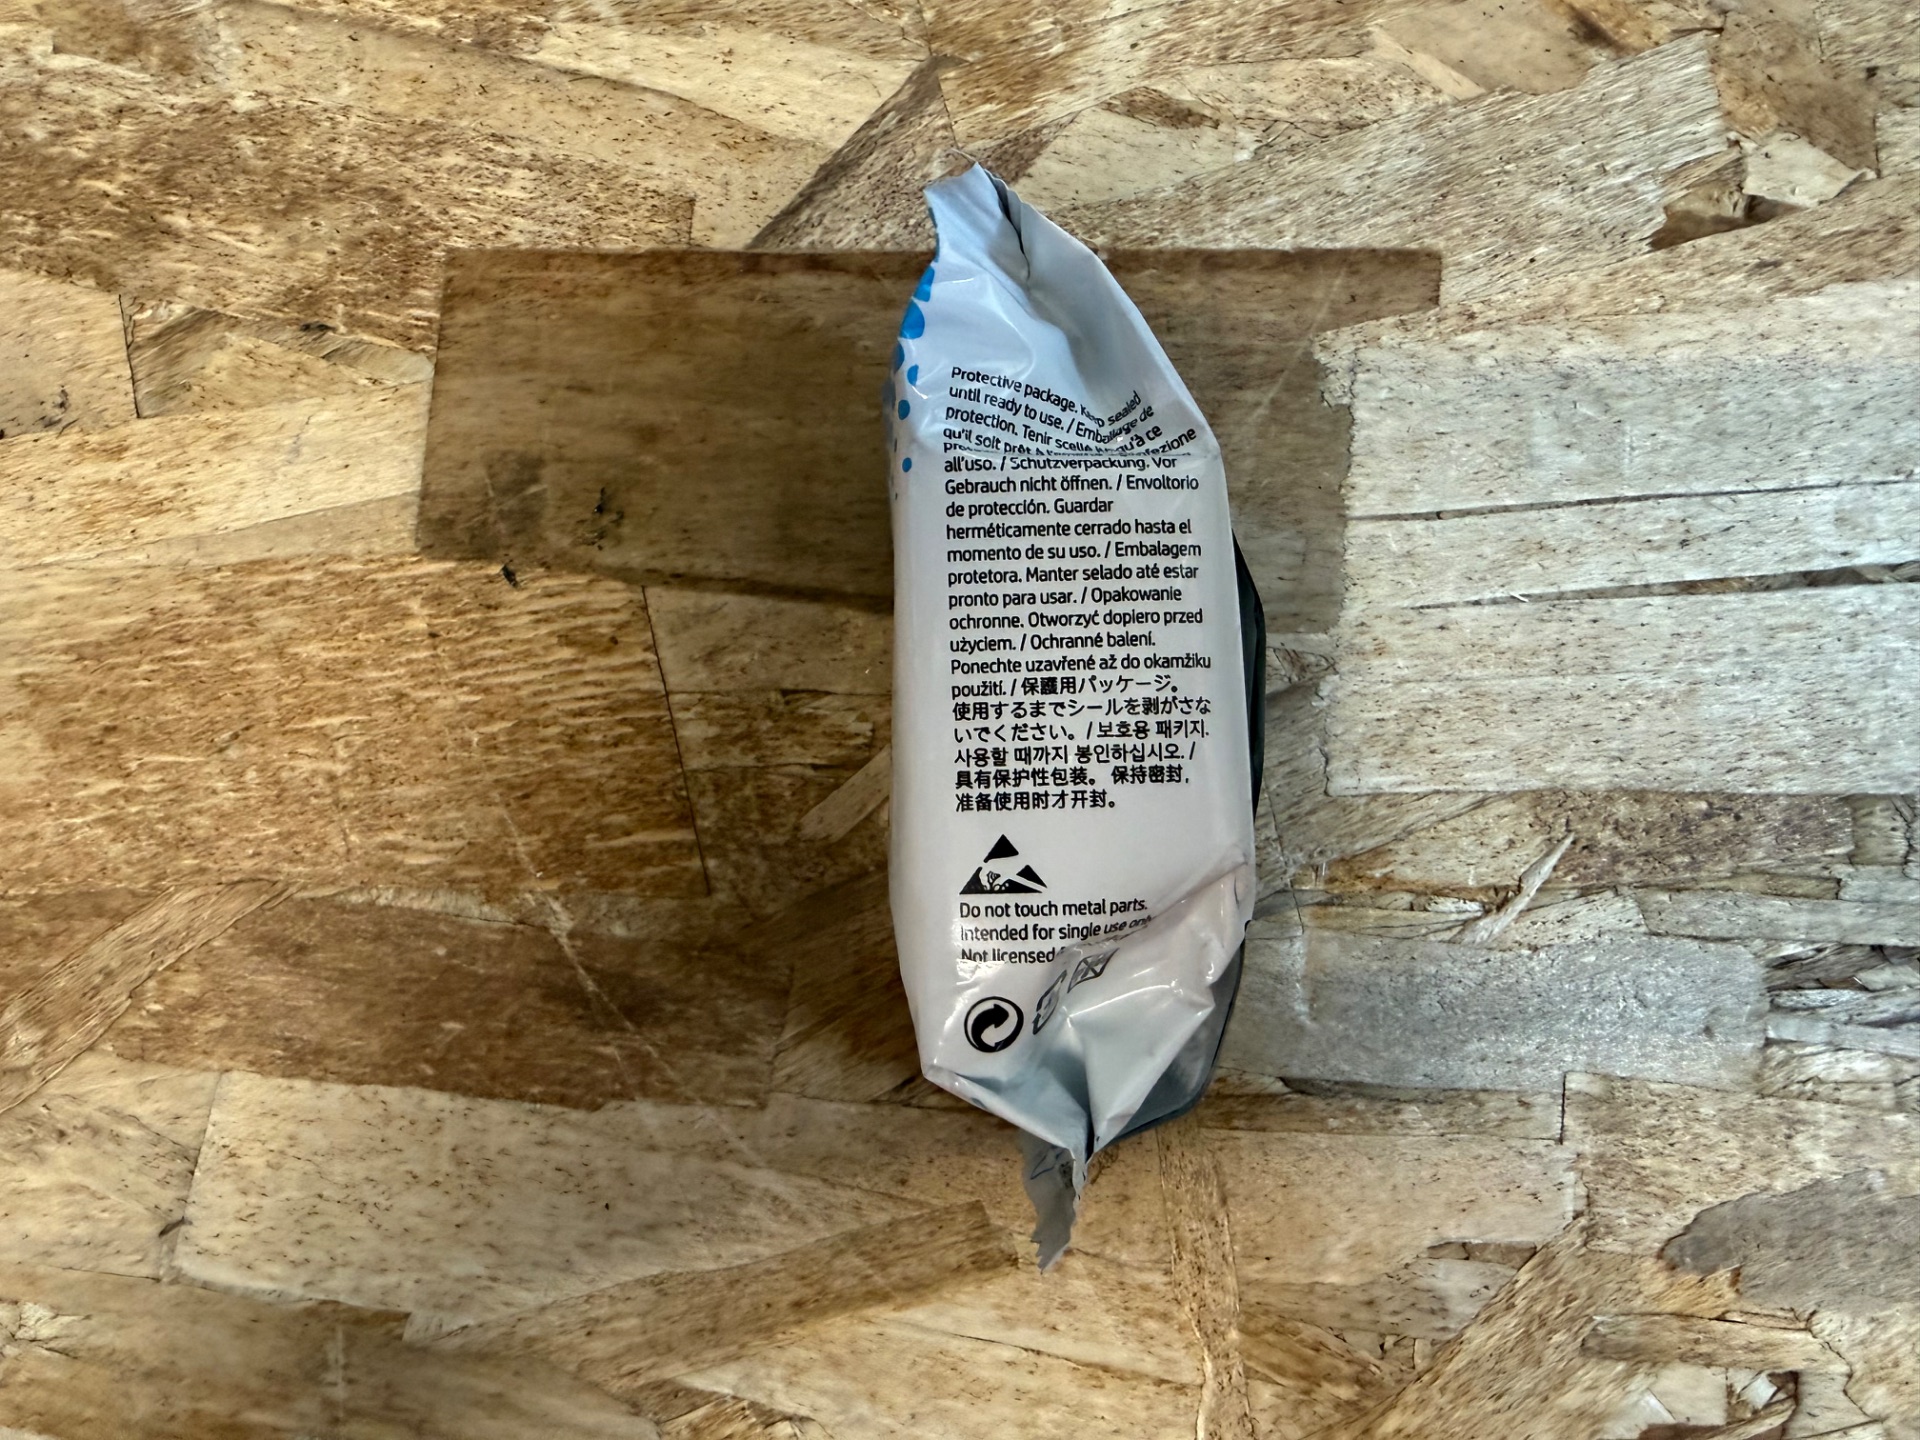 Protective package. Keep sealed
until ready to use. / Emballage de
protection. Tenir scellé jusqu'à ce
qu'il soit prêt à
all'uso. / Schutzverpackung. Vor
Gebrauch nicht öffnen. / Envoltorio
de protección. Guardar
herméticamente cerrado hasta el
momento de su uso. / Embalagem
protetora. Manter selado até estar
pronto para usar. / Opakowanie
ochronne. Otworzyć dopiero przed
użyciem. / Ochranné balení.
Ponechte uzavřené až do okamžiku
použití. / 保護用パッケージ。
使用するまでシールを剥がさな
いでください。/ 보호용 패키지.
사용할 때까지 봉인하십시오. /
具有保护性包装。 保持密封,
准备使用时才开封。
Do not touch metal parts.
Intended for single use only
Not licensed